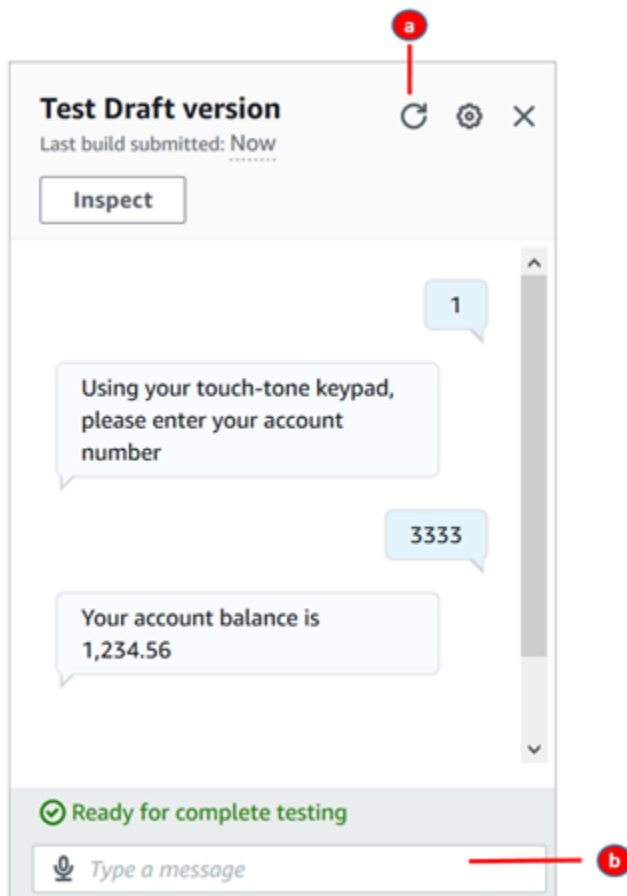 a
Test Draft version
Last build submitted: Now
Inspect
1
Using your touch-tone keypad,
please enter your account
number
3333
Your account balance is
1,234.56
Ready for complete testing
Type a message
b